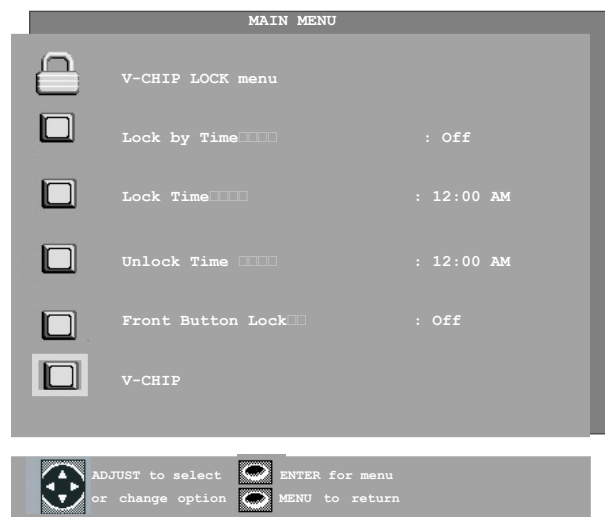 MAIN MENU
V-CHIP LOCK menu
Lock by Time□□□□ : Off
Lock Time□□□□ : 12:00 AM
Unlock Time □□□□ : 12:00 AM
Front Button Lock□□ : Off
V-CHIP
ADJUST to select ENTER for menu
or change option MENU to return